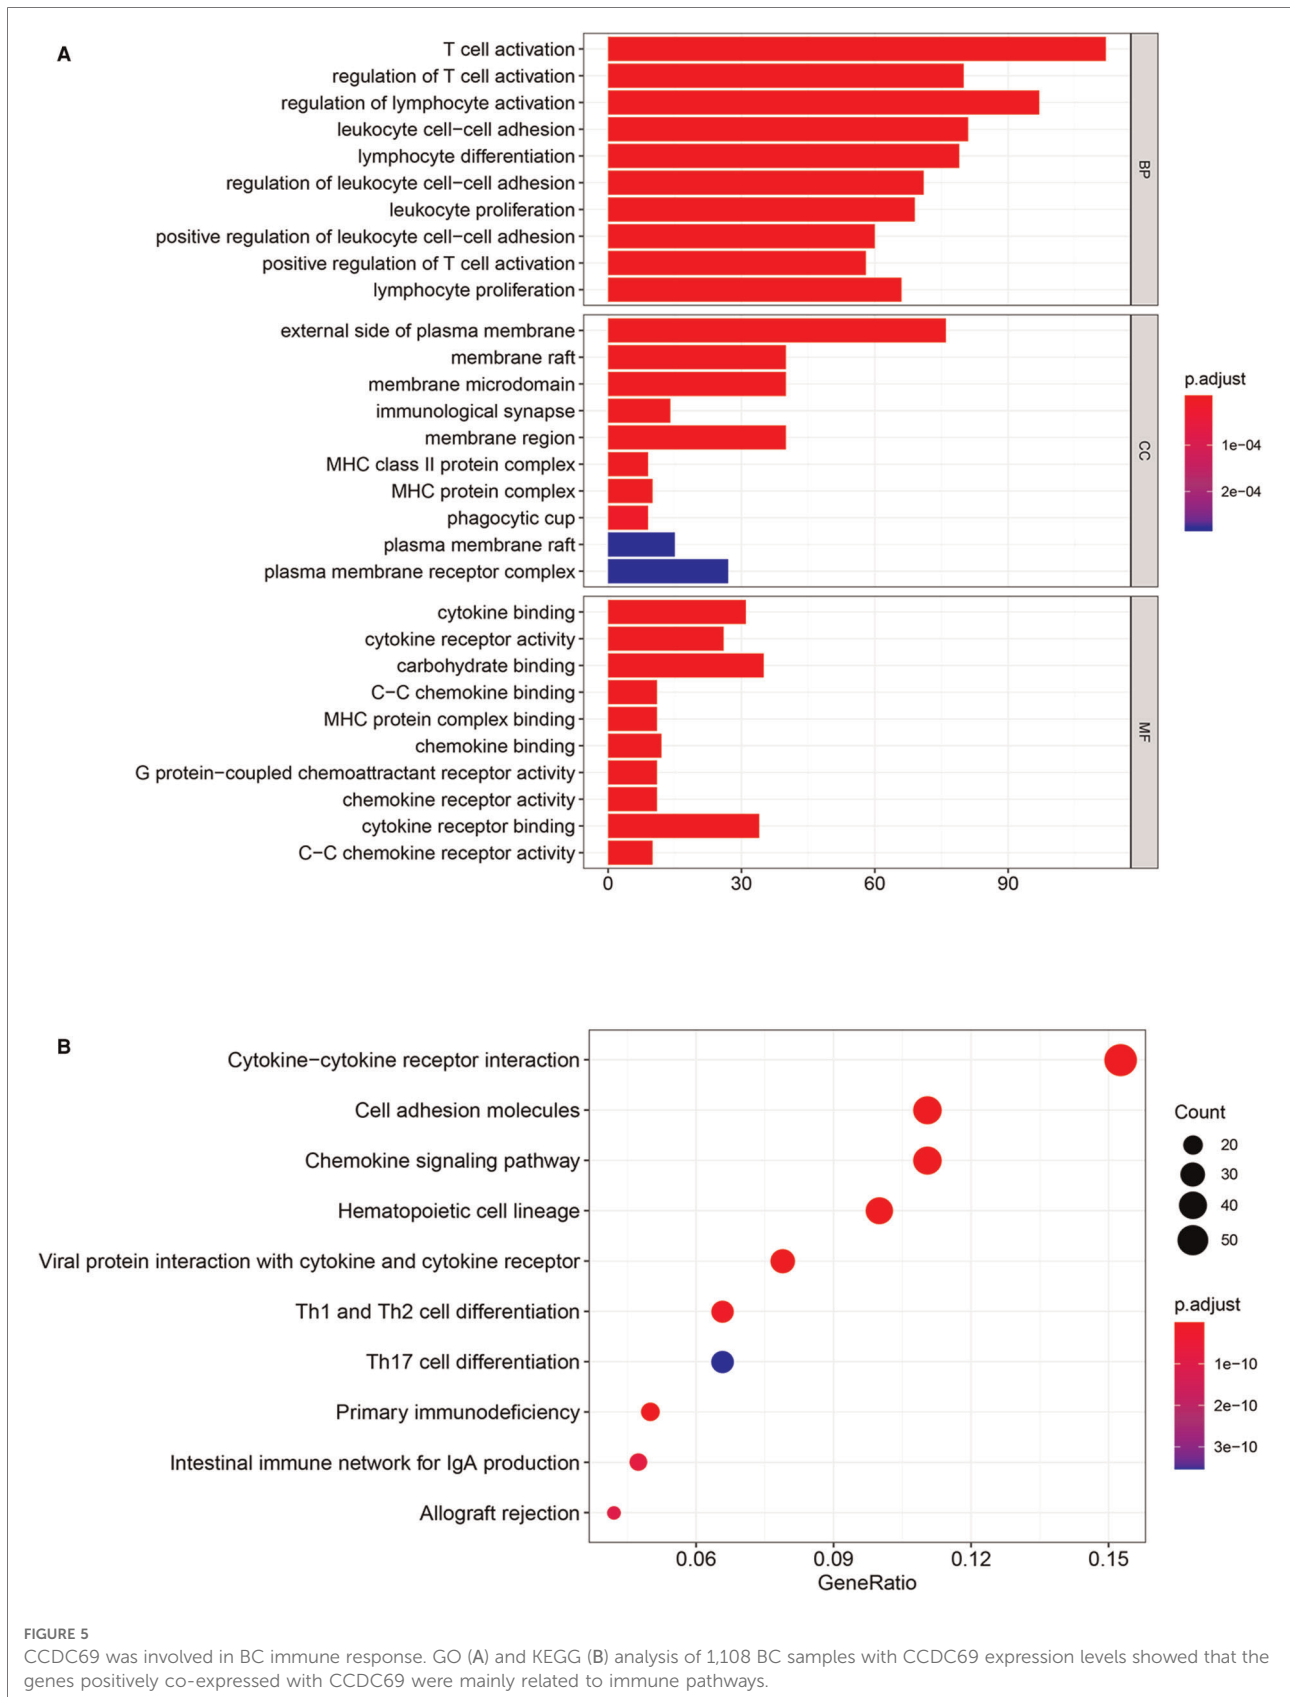 A
T cell activation
regulation of T cell activation
regulation of lymphocyte activation
leukocyte cell−cell adhesion
lymphocyte differentiation
regulation of leukocyte cell−cell adhesion
leukocyte proliferation
positive regulation of leukocyte cell−cell adhesion
positive regulation of T cell activation
lymphocyte proliferation
BP
external side of plasma membrane
membrane raft
membrane microdomain
immunological synapse
membrane region
MHC class II protein complex
MHC protein complex
phagocytic cup
plasma membrane raft
plasma membrane receptor complex
CC
cytokine binding
cytokine receptor activity
carbohydrate binding
C−C chemokine binding
MHC protein complex binding
chemokine binding
G protein−coupled chemoattractant receptor activity
chemokine receptor activity
cytokine receptor binding
C−C chemokine receptor activity
MF
0 30 60 90
p.adjust
1e−04
2e−04
B
Cytokine−cytokine receptor interaction
Cell adhesion molecules
Chemokine signaling pathway
Hematopoietic cell lineage
Viral protein interaction with cytokine and cytokine receptor
Th1 and Th2 cell differentiation
Th17 cell differentiation
Primary immunodeficiency
Intestinal immune network for IgA production
Allograft rejection
0.06 0.09 0.12 0.15
GeneRatio
Count
20
30
40
50
p.adjust
1e−10
2e−10
3e−10
FIGURE 5
CCDC69 was involved in BC immune response. GO (A) and KEGG (B) analysis of 1,108 BC samples with CCDC69 expression levels showed that the
genes positively co-expressed with CCDC69 were mainly related to immune pathways.